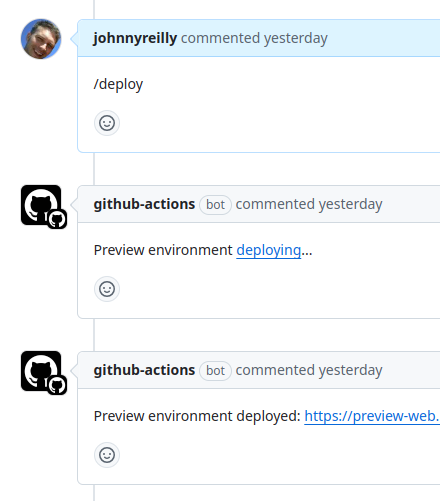 johnnyreilly commented yesterday
/deploy
github-actions bot commented yesterday
Preview environment deploying...
github-actions bot commented yesterday
Preview environment deployed: https://preview-web.